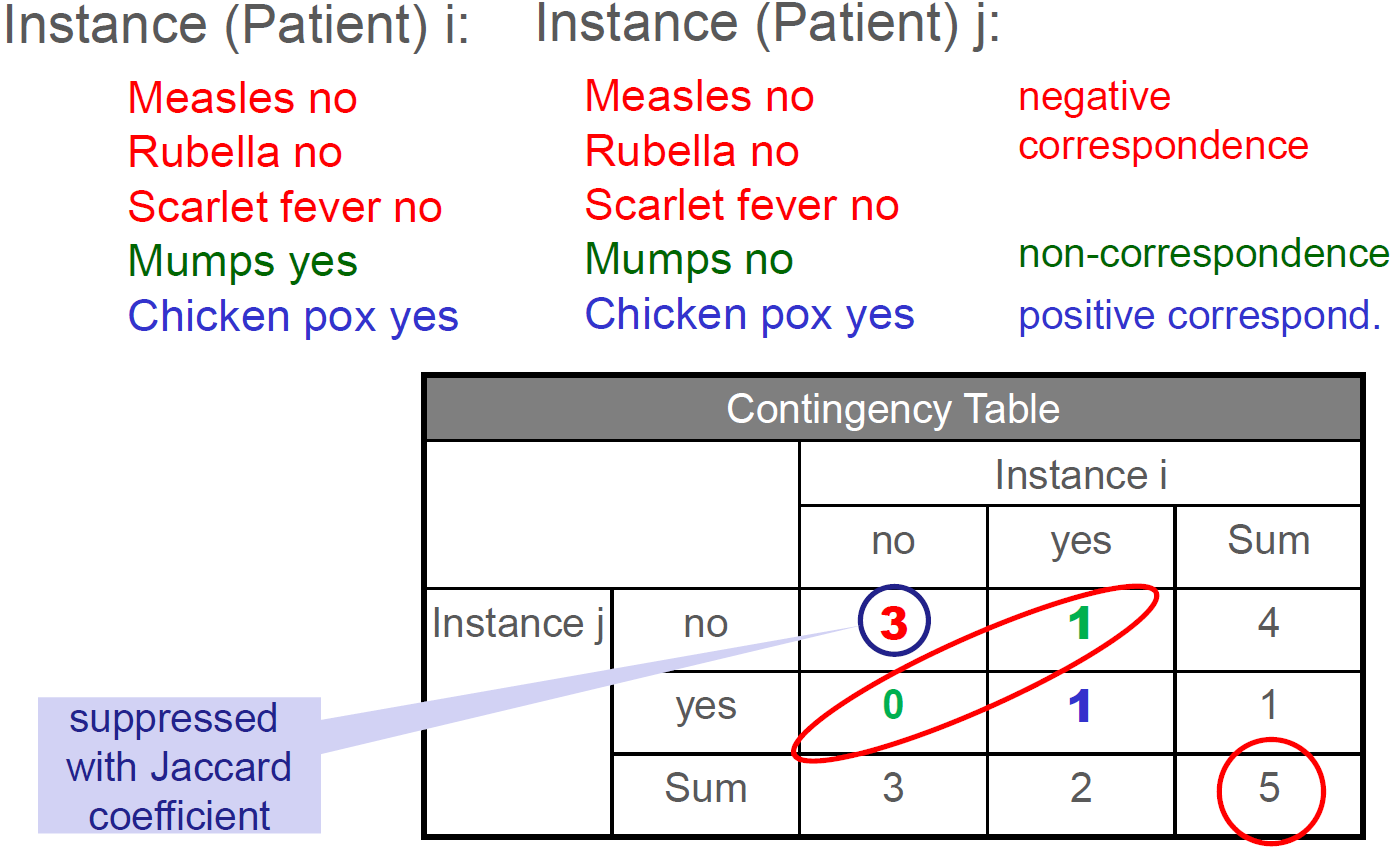 Instance (Patient) i: Instance (Patient) j:
Measles no Measles no negative
Rubella no Rubella no correspondence
Scarlet fever no Scarlet fever no
Mumps yes Mumps no non-correspondence
Chicken pox yes Chicken pox yes positive correspond.
Contingency Table
Instance i
no yes Sum
Instance j no 3 1 4
yes 0 1 1
Sum 3 2 5
suppressed
with Jaccard
coefficient